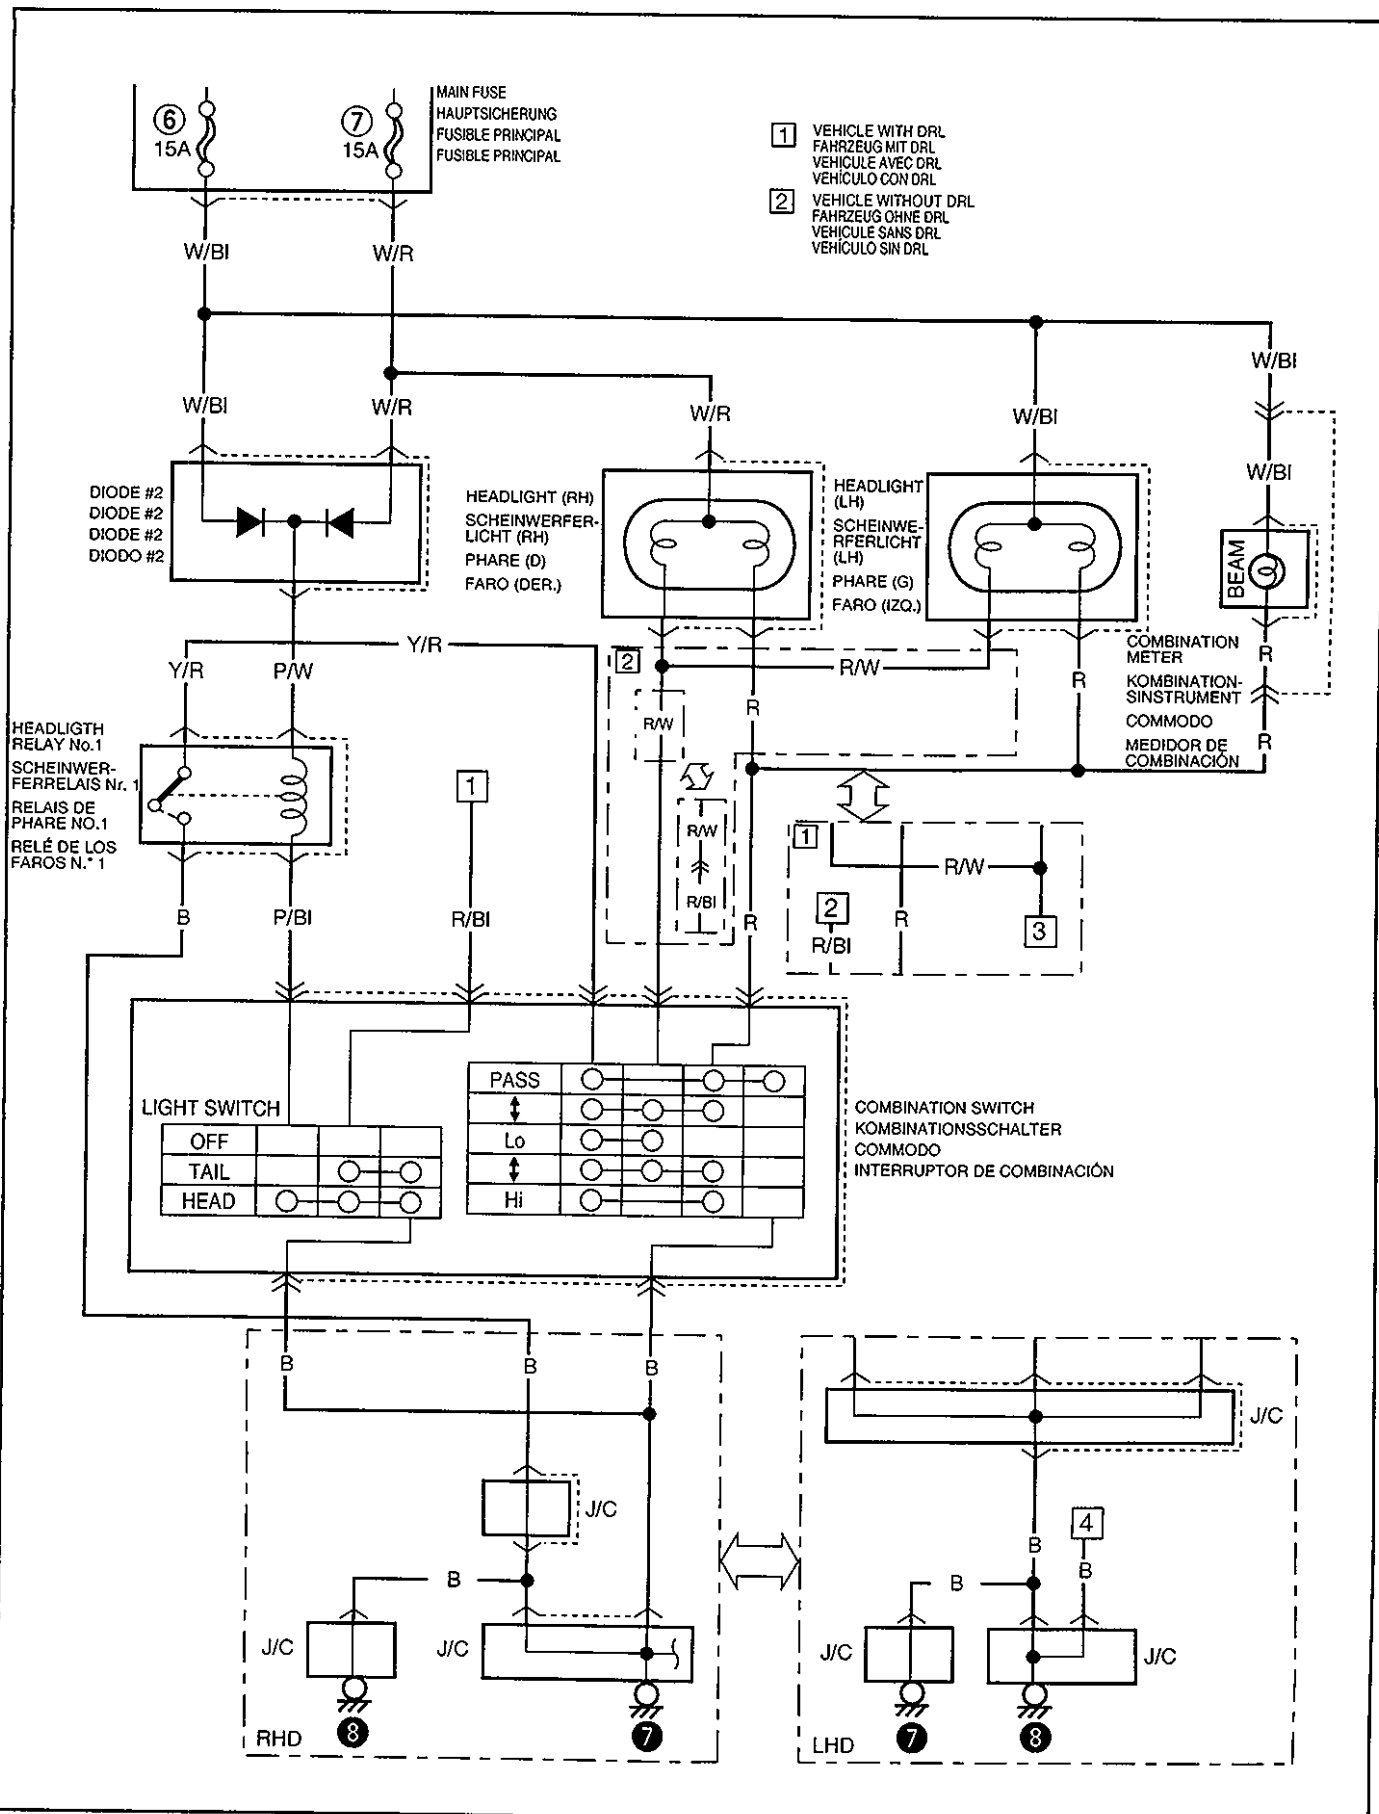 MAIN FUSE
HAUPTSICHERUNG
FUSIBLE PRINCIPAL
FUSIBLE PRINCIPAL
6
15A
7
15A
1 VEHICLE WITH DRL
FAHRZEUG MIT DRL
VEHICULE AVEC DRL
VEHÍCULO CON DRL
2 VEHICLE WITHOUT DRL
FAHRZEUG OHNE DRL
VEHICULE SANS DRL
VEHÍCULO SIN DRL
W/Bl
W/R
W/Bl
W/Bl
W/R
W/R
W/Bl
W/Bl
DIODE #2
DIODE #2
DIODE #2
DIODO #2
HEADLIGHT (RH)
SCHEINWERFER-
LICHT (RH)
PHARE (D)
FARO (DER.)
HEADLIGHT
(LH)
SCHEINWE-
RFERLICHT
(LH)
PHARE (G)
FARO (IZQ.)
BEAM
COMBINATION
METER
KOMBINATION-
SINSTRUMENT
COMMODO
MEDIDOR DE
COMBINACIÓN
Y/R
Y/R
P/W
2
R/W
R
R
R/W
R
R
HEADLIGTH
RELAY No.1
SCHEINWER-
FERRELAIS Nr. 1
RELAIS DE
PHARE NO.1
RELÉ DE LOS
FAROS N.° 1
1
R/W
R/Bl
1
R/W
2
R/Bl
R
3
B
P/Bl
R/Bl
R
LIGHT SWITCH
OFF
TAIL
HEAD
PASS
Lo
Hi
COMBINATION SWITCH
KOMBINATIONSSCHALTER
COMMODO
INTERRUPTOR DE COMBINACIÓN
B
B
B
J/C
J/C
B
4
B
B
B
J/C
J/C
J/C
J/C
8
7
7
8
RHD
LHD